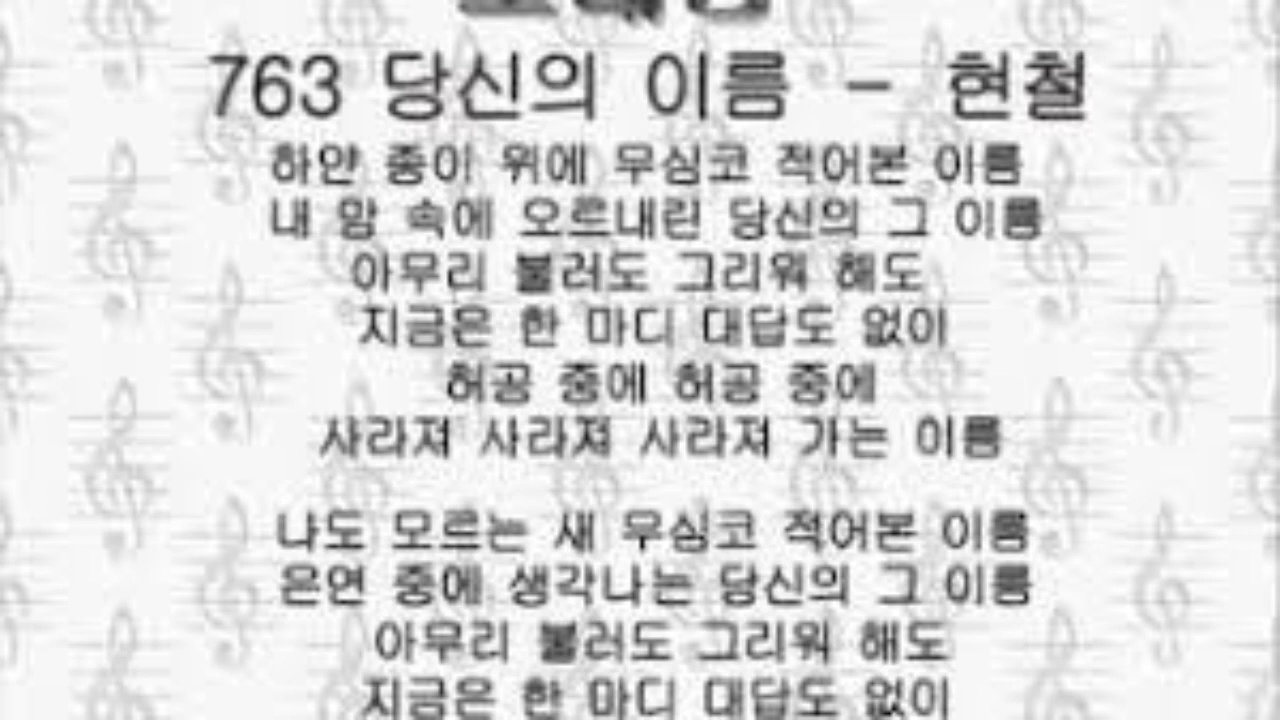 763 당신의 이름 - 현철
하얀 종이 위에 무심코 적어본 이름
내 맘 속에 오르내린 당신의 그 이름
아무리 불러도 그리워 해도
지금은 한 마디 대답도 없이
허공 중에 허공 중에
사라져 사라져 사라져 가는 이름
나도 모르는 새 무심코 적어본 이름
은연 중에 생각나는 당신의 그 이름
아무리 불러도 그리워 해도
지금은 한 마디 대답도 없이